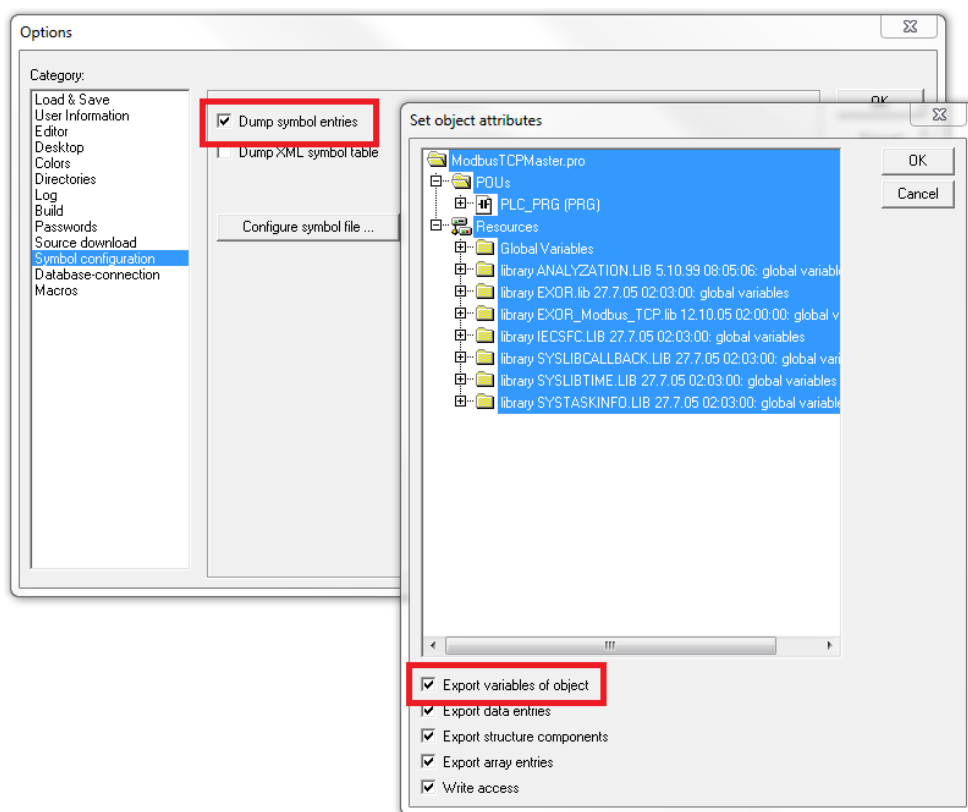 Options
Category:
Load & Save
User Information
Editor
Desktop
Colors
Directories
Log
Build
Passwords
Source download
Symbol configuration
Database-connection
Macros
Dump symbol entries
Dump XML symbol table
Configure symbol file ...
OK
Set object attributes
ModbusTCPMaster.pro
POUs
PLC_PRG (PRG)
Resources
Global Variables
library ANALYZATION.LIB 5.10.99 08:05:06: global variabl
library EXOR.lib 27.7.05 02:03:00: global variables
library EXOR_Modbus_TCP.lib 12.10.05 02:00:00: global v
library IECSFC.LIB 27.7.05 02:03:00: global variables
library SYSLIBCALLBACK.LIB 27.7.05 02:03:00: global vari
library SYSLIBTIME.LIB 27.7.05 02:03:00: global variables
library SYSTASKINFO.LIB 27.7.05 02:03:00: global variable
OK
Cancel
Export variables of object
Export data entries
Export structure components
Export array entries
Write access